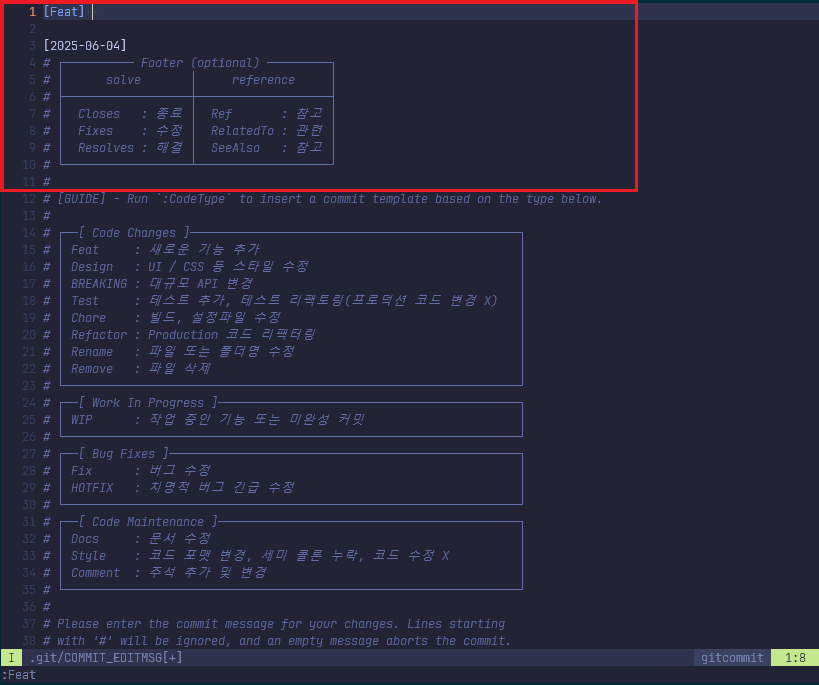 1 [Feat]
2
3 [2025-06-04]
4 # Footer (optional)
5 # solve reference
6 #
7 # Closes : 종료 Ref : 참고
8 # Fixes : 수정 RelatedTo : 관련
9 # Resolves : 해결 SeeAlso : 참고
10 #
11 #
12 # [GUIDE] - Run `:CodeType` to insert a commit template based on the type below.
13 #
14 # [ Code Changes ]
15 # Feat : 새로운 기능 추가
16 # Design : UI / CSS 등 스타일 수정
17 # BREAKING : 대규모 API 변경
18 # Test : 테스트 추가, 테스트 리팩토링(프로덕션 코드 변경 X)
19 # Chore : 빌드, 설정파일 수정
20 # Refactor : Production 코드 리팩터링
21 # Rename : 파일 또는 폴더명 수정
22 # Remove : 파일 삭제
23 #
24 # [ Work In Progress ]
25 # WIP : 작업 중인 기능 또는 미완성 커밋
26 #
27 # [ Bug Fixes ]
28 # Fix : 버그 수정
29 # HOTFIX : 치명적 버그 긴급 수정
30 #
31 # [ Code Maintenance ]
32 # Docs : 문서 수정
33 # Style : 코드 포맷 변경, 세미 콜론 누락, 코드 수정 X
34 # Comment : 주석 추가 및 변경
35 #
36 #
37 # Please enter the commit message for your changes. Lines starting
38 # with '#' will be ignored, and an empty message aborts the commit.
I .git/COMMIT_EDITMSG[+] gitcommit 1:8
:Feat